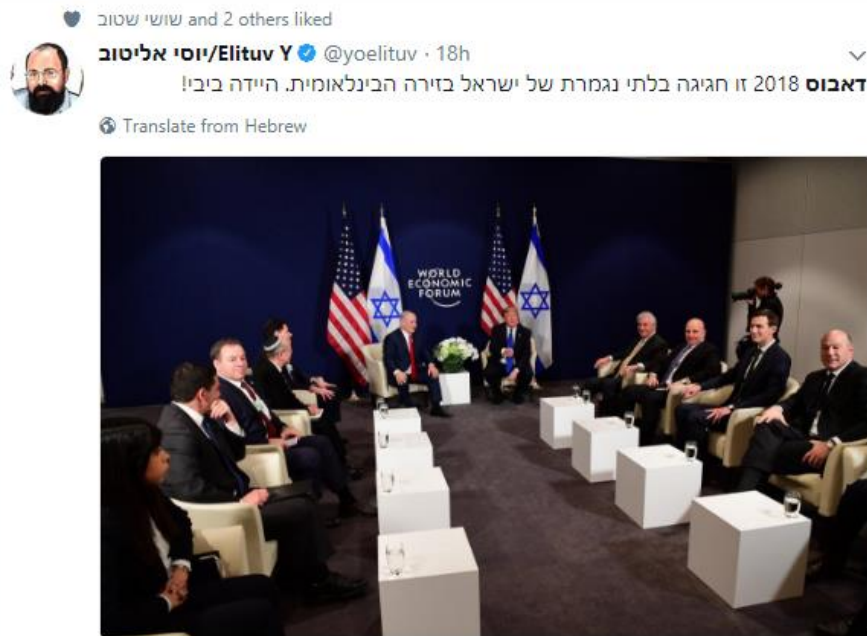 שושי שטוב and 2 others liked
יוסי אליטוב/Elituv Y @yoelituv · 18h
דאבוס 2018 זו חגיגה בלתי נגמרת של ישראל בזירה הבינלאומית. היידה ביבי!
Translate from Hebrew
WORLD
ECONOMIC
FORUM